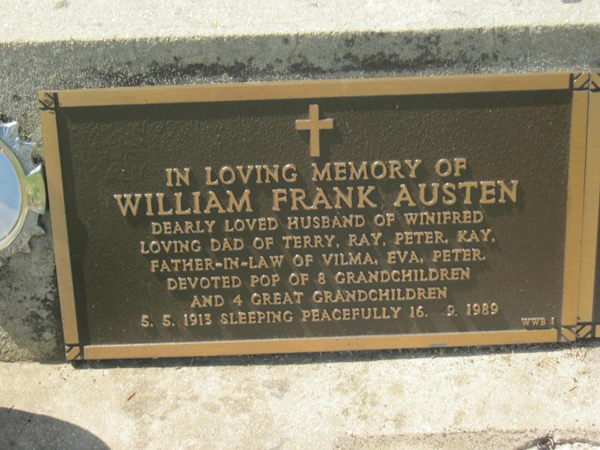 IN LOVING MEMORY OF
WILLIAM FRANK AUSTEN
DEARLY LOVED HUSBAND OF WINIFRED
LOVING DAD OF TERRY, RAY, PETER, KAY.
FATHER-IN-LAW OF VILMA, EVA, PETER.
DEVOTED POP OF 8 GRANDCHILDREN
AND 4 GREAT GRANDCHILDREN
5. 5. 1913 SLEEPING PEACEFULLY 16. 9. 1989
WWB 1